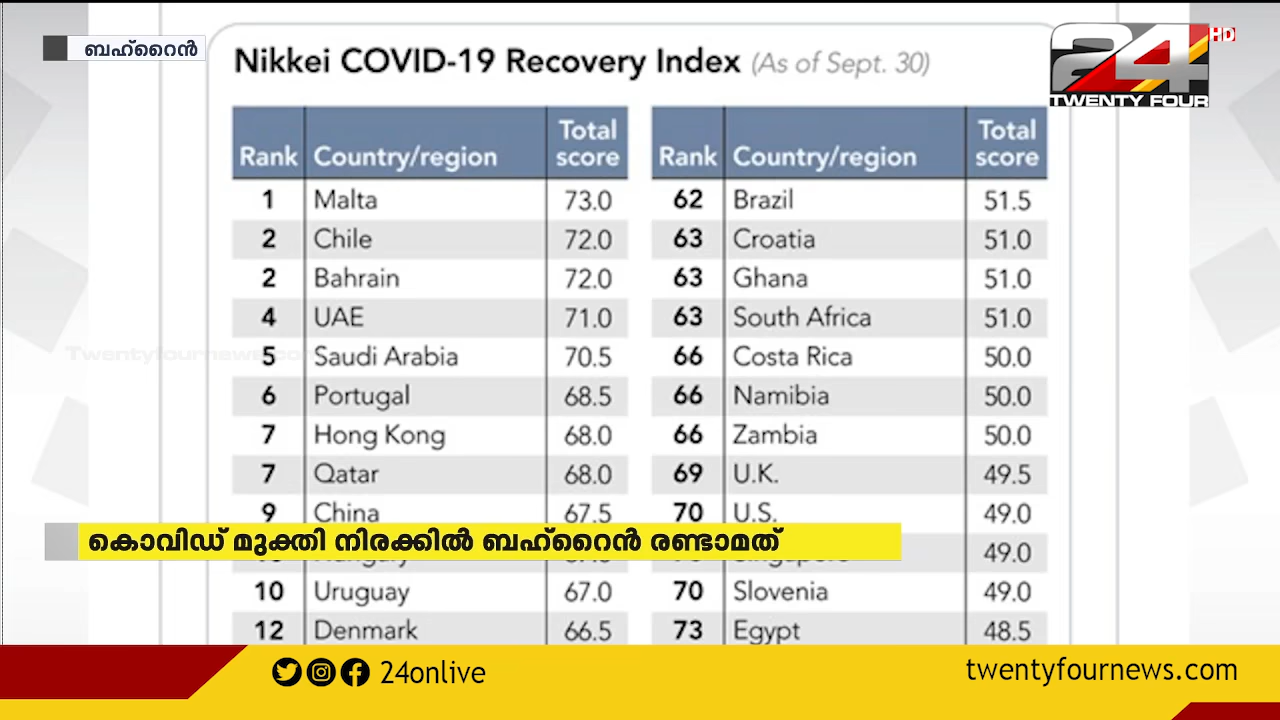 ബഹ്റൈൻ
24 HD
TWENTY FOUR
Nikkei COVID-19 Recovery Index (As of Sept. 30)
Rank Country/region Total score Rank Country/region Total score
1 Malta 73.0 62 Brazil 51.5
2 Chile 72.0 63 Croatia 51.0
2 Bahrain 72.0 63 Ghana 51.0
4 UAE 71.0 63 South Africa 51.0
Twentyfournews.com
5 Saudi Arabia 70.5 66 Costa Rica 50.0
6 Portugal 68.5 66 Namibia 50.0
7 Hong Kong 68.0 66 Zambia 50.0
7 Qatar 68.0 69 U.K. 49.5
9 China 67.5 70 U.S. 49.0
കൊവിഡ് മുക്തി നിരക്കിൽ ബഹ്റൈൻ രണ്ടാമത്
49.0
10 Uruguay 67.0 70 Slovenia 49.0
12 Denmark 66.5 73 Egypt 48.5
24onlive
twentyfournews.com